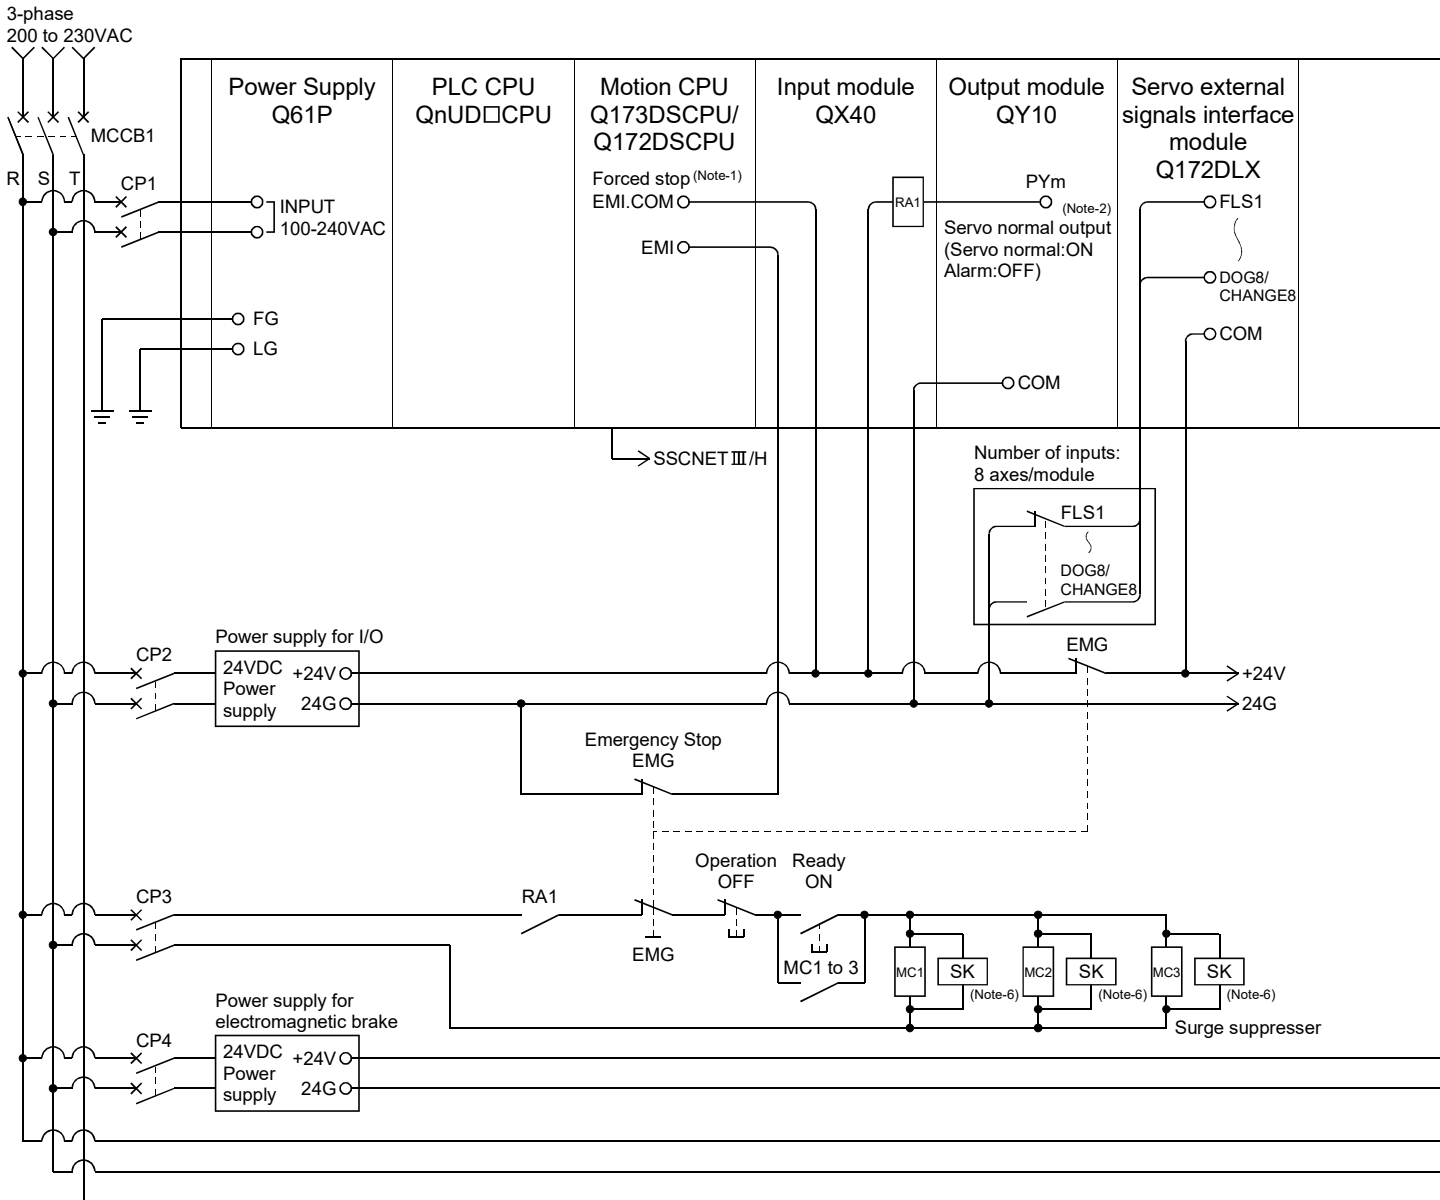 3-phase
200 to 230VAC
MCCB1
R S T
CP1
Power Supply
Q61P
INPUT
100-240VAC
FG
LG
PLC CPU
QnUD□CPU
Motion CPU
Q173DSCPU/
Q172DSCPU
Forced stop (Note-1)
EMI.COM
EMI
Input module
QX40
RA1
Output module
QY10
PYm
(Note-2)
Servo normal output
(Servo normal:ON
Alarm:OFF)
COM
Servo external
signals interface
module
Q172DLX
FLS1
DOG8/
CHANGE8
COM
SSCNETⅢ/H
Number of inputs:
8 axes/module
FLS1
DOG8/
CHANGE8
CP2
Power supply for I/O
24VDC
Power
supply
+24V
24G
EMG
+24V
24G
Emergency Stop
EMG
CP3
RA1
EMG
Operation
OFF
Ready
ON
MC1 to 3
MC1
SK
(Note-6)
MC2
SK
(Note-6)
MC3
SK
(Note-6)
Surge suppresser
Power supply for
electromagnetic brake
CP4
24VDC
Power
supply
+24V
24G